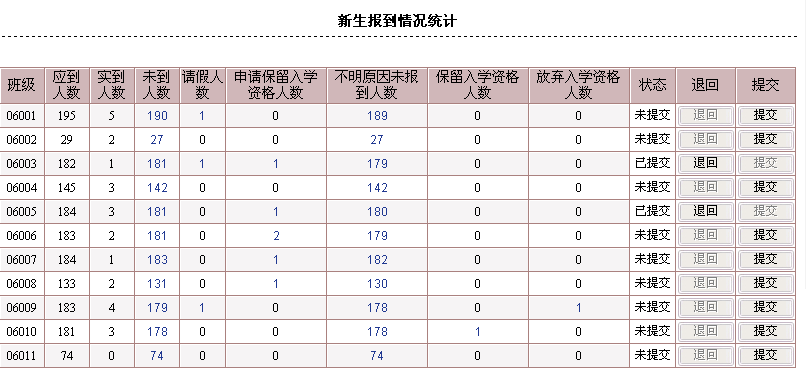 新生报到情况统计
班级 应到人数 实到人数 未到人数 请假人数 申请保留入学资格人数 不明原因未报到人数 保留入学资格人数 放弃入学资格人数 状态 退回 提交
06001 195 5 190 1 0 189 0 0 未提交 退回 提交
06002 29 2 27 0 0 27 0 0 未提交 退回 提交
06003 182 1 181 1 1 179 0 0 已提交 退回 提交
06004 145 3 142 0 0 142 0 0 未提交 退回 提交
06005 184 3 181 0 1 180 0 0 已提交 退回 提交
06006 183 2 181 0 2 179 0 0 未提交 退回 提交
06007 184 1 183 0 1 182 0 0 未提交 退回 提交
06008 133 2 131 0 1 130 0 0 未提交 退回 提交
06009 183 4 179 1 0 178 0 1 未提交 退回 提交
06010 181 3 178 0 0 178 1 0 未提交 退回 提交
06011 74 0 74 0 0 74 0 0 未提交 退回 提交